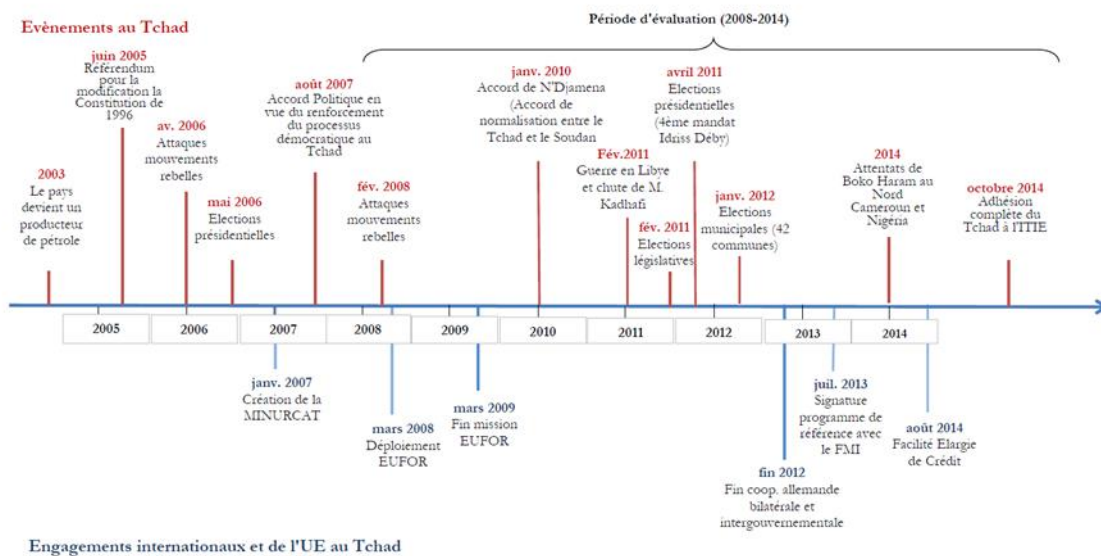 Evènements au Tchad
Période d'évaluation (2008-2014)
juin 2005
Référendum
pour la
modification la
Constitution de
1996
av. 2006
Attaques
mouvements
rebelles
2003
Le pays
devient un
producteur
de pétrole
mai 2006
Elections
présidentielles
août 2007
Accord Politique en
vue du renforcement
du processus
démocratique au
Tchad
fév. 2008
Attaques
mouvements
rebelles
janv. 2010
Accord de N'Djamena
(Accord de
normalisation entre le
Tchad et le Soudan
Fév.2011
Guerre en Libye
et chute de M.
Kadhafi
fév. 2011
Elections
législatives
avril 2011
Elections
présidentielles
(4ème mandat
Idriss Déby)
janv. 2012
Elections
municipales (42
communes)
2014
Attentats de
Boko Haram au
Nord
Cameroun et
Nigéria
octobre 2014
Adhésion
complète du
Tchad à l'ITIE
2005 2006 2007 2008 2009 2010 2011 2012 2013 2014
janv. 2007
Création de la
MINURCAT
mars 2008
Déploiement
EUFOR
mars 2009
Fin mission
EUFOR
fin 2012
Fin coop. allemande
bilatérale et
intergouvernementale
juil. 2013
Signature
programme de
référence avec
le FMI
août 2014
Facilité Elargie
de Crédit
Engagements internationaux et de l'UE au Tchad